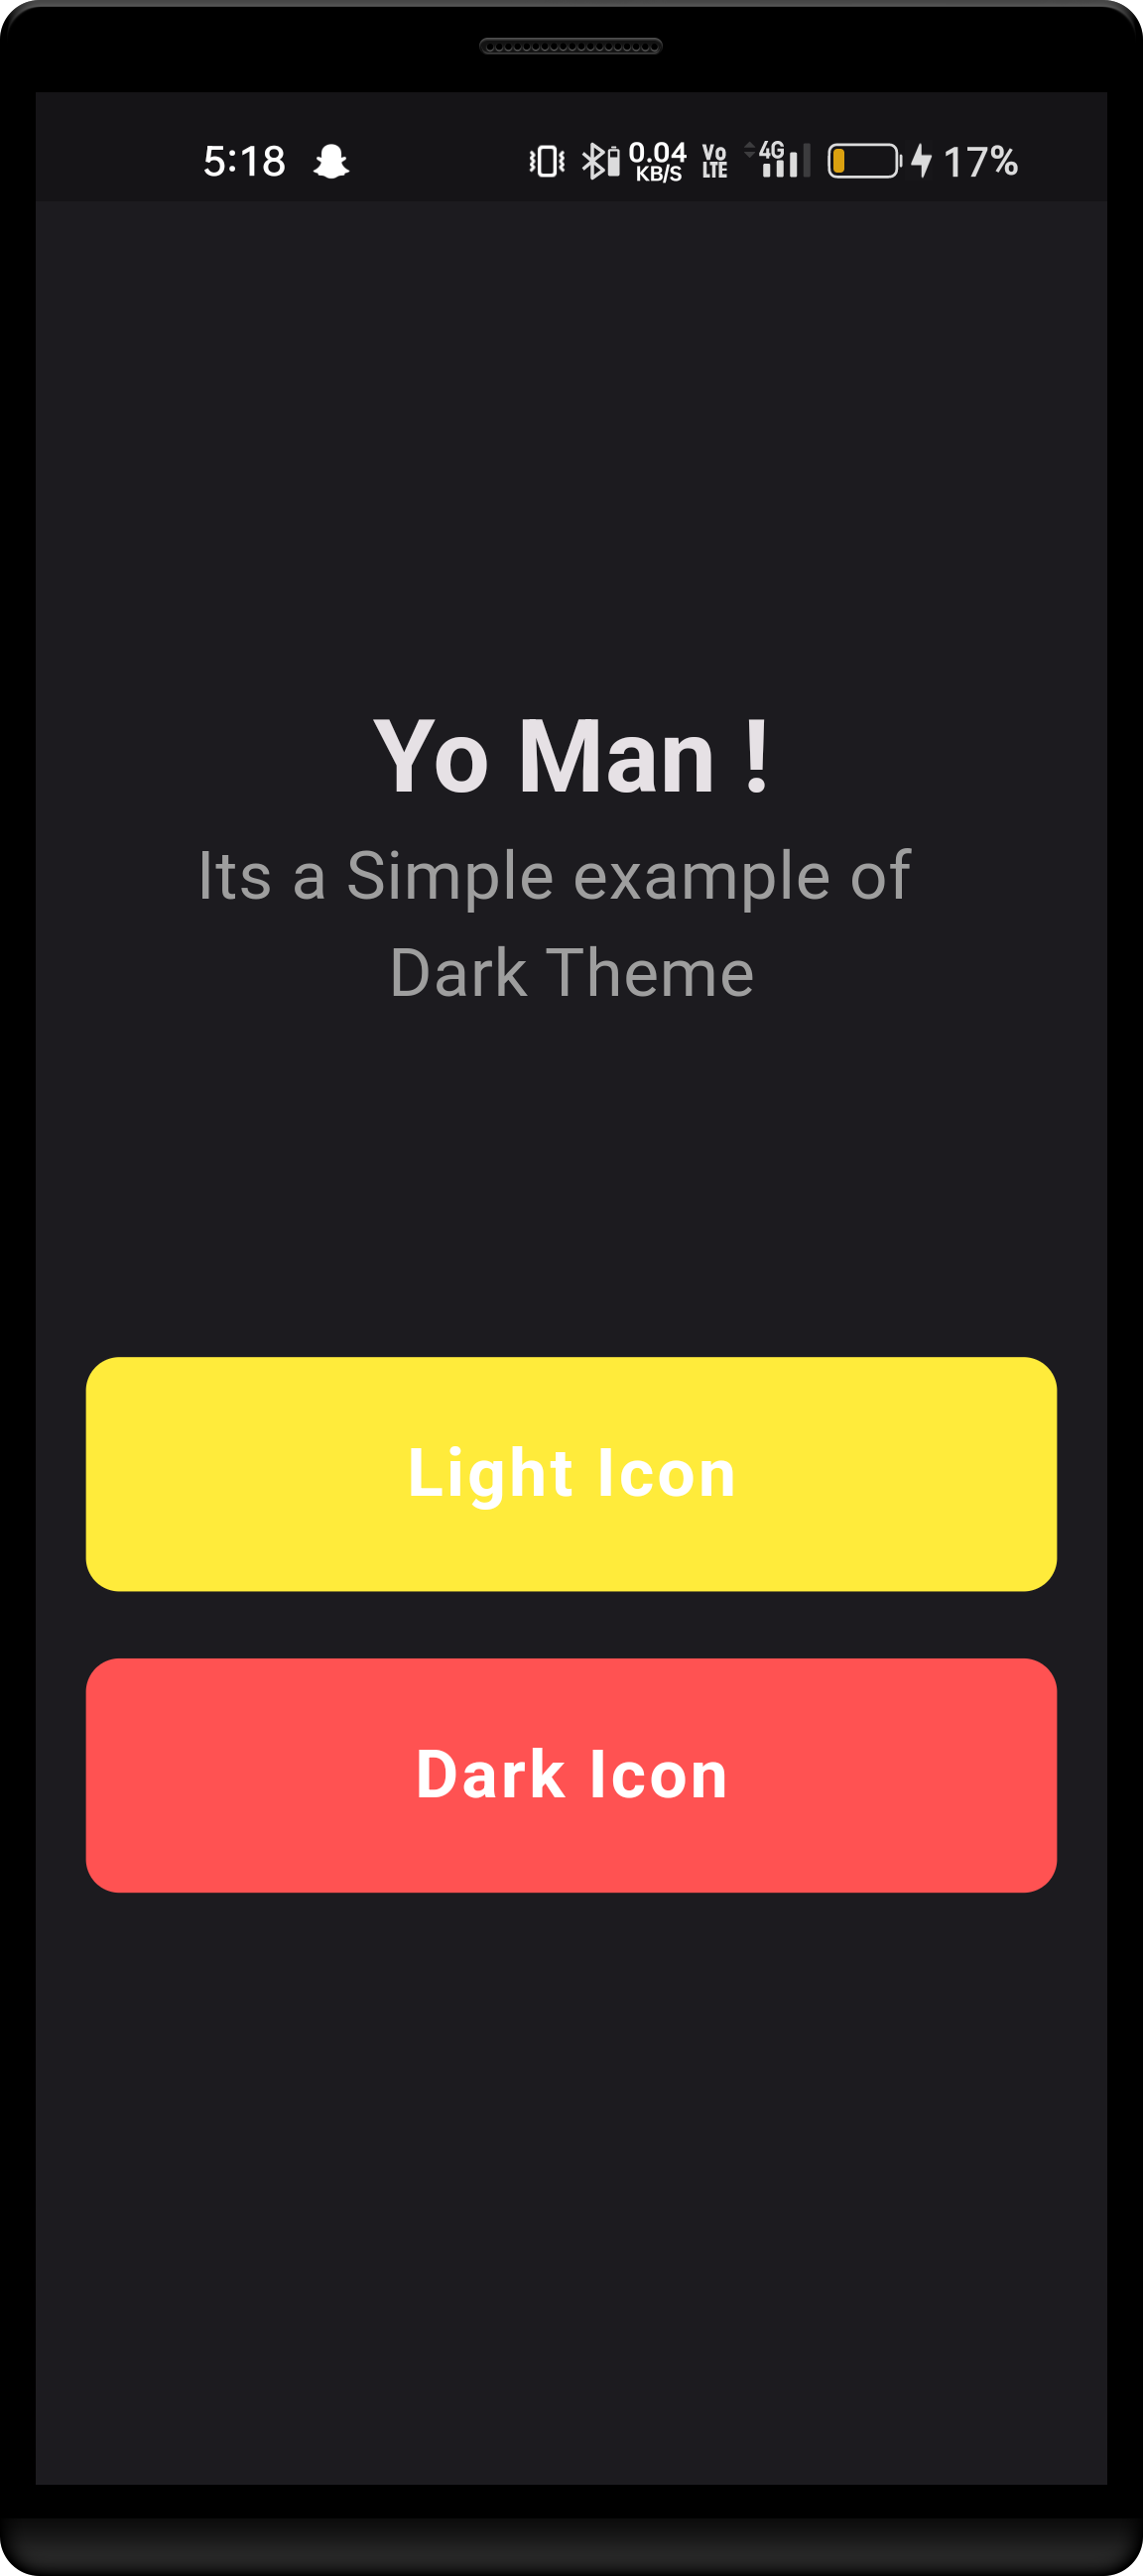 5:18 0.04 KB/S Vo LTE 4G 17%
Yo Man !
Its a Simple example of
Dark Theme
Light Icon
Dark Icon